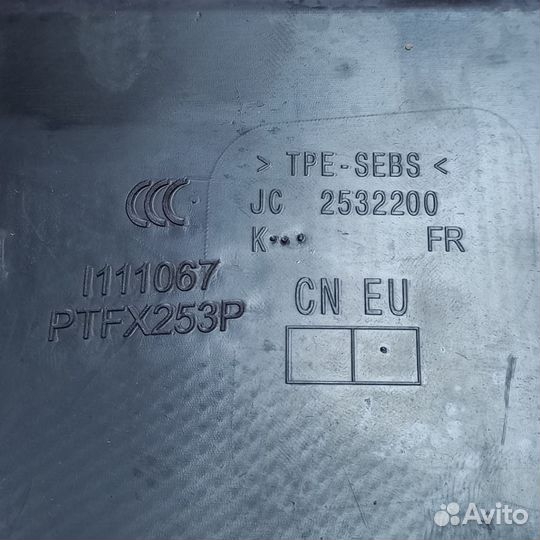 > TPE-SEBS <
CCC
JC 2532200
K FR
I111067
PTFX253P
CN EU
Avito